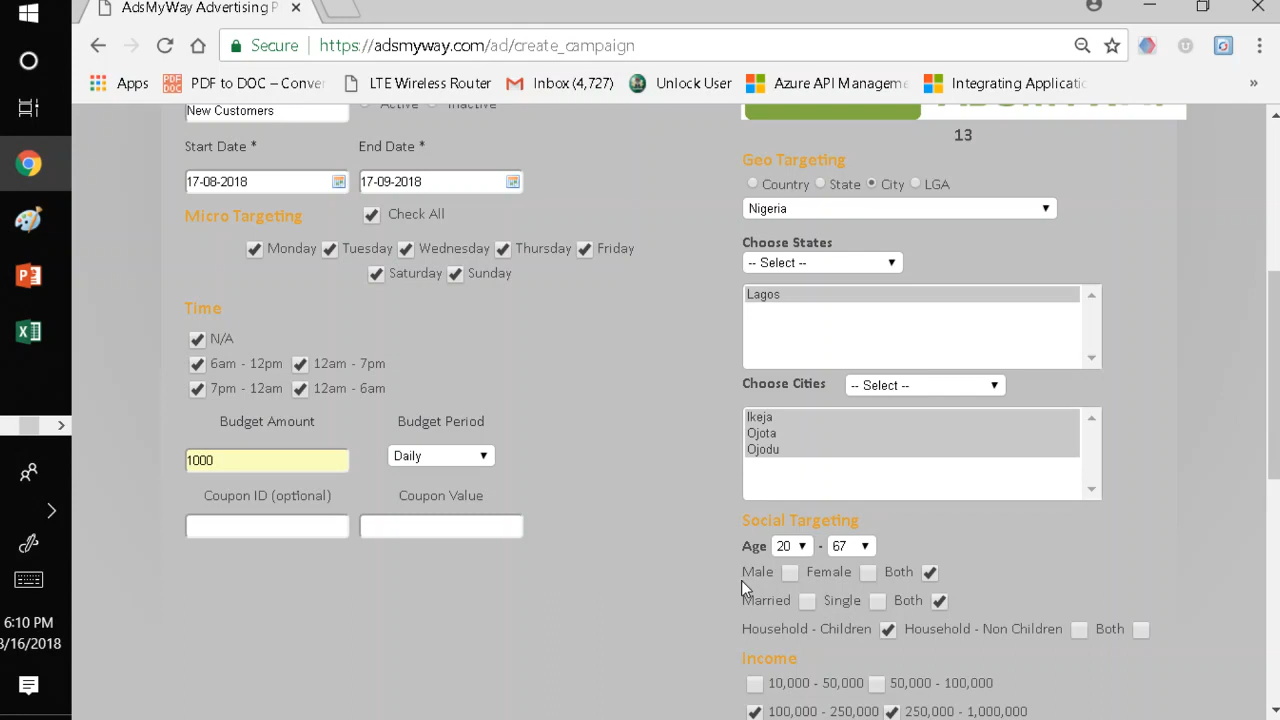 AdsMyWay Advertising P
Secure https://adsmyway.com/ad/create_campaign
Apps PDF to DOC – Conver LTE Wireless Router Inbox (4,727) Unlock User Azure API Manageme Integrating Applicatio
New Customers Active Inactive
13
Start Date * End Date *
Geo Targeting
17-08-2018 17-09-2018
Country State City LGA
Nigeria
Micro Targeting Check All
Choose States
Monday Tuesday Wednesday Thursday Friday
-- Select --
Saturday Sunday
Lagos
Time
N/A
6am - 12pm 12am - 7pm
7pm - 12am 12am - 6am
Choose Cities -- Select --
Budget Amount Budget Period
Ikeja
Ojota
Ojodu
1000 Daily
Coupon ID (optional) Coupon Value
Social Targeting
Age 20 - 67
Male Female Both
Married Single Both
Household - Children Household - Non Children Both
Income
10,000 - 50,000 50,000 - 100,000
100,000 - 250,000 250,000 - 1,000,000
6:10 PM
8/16/2018